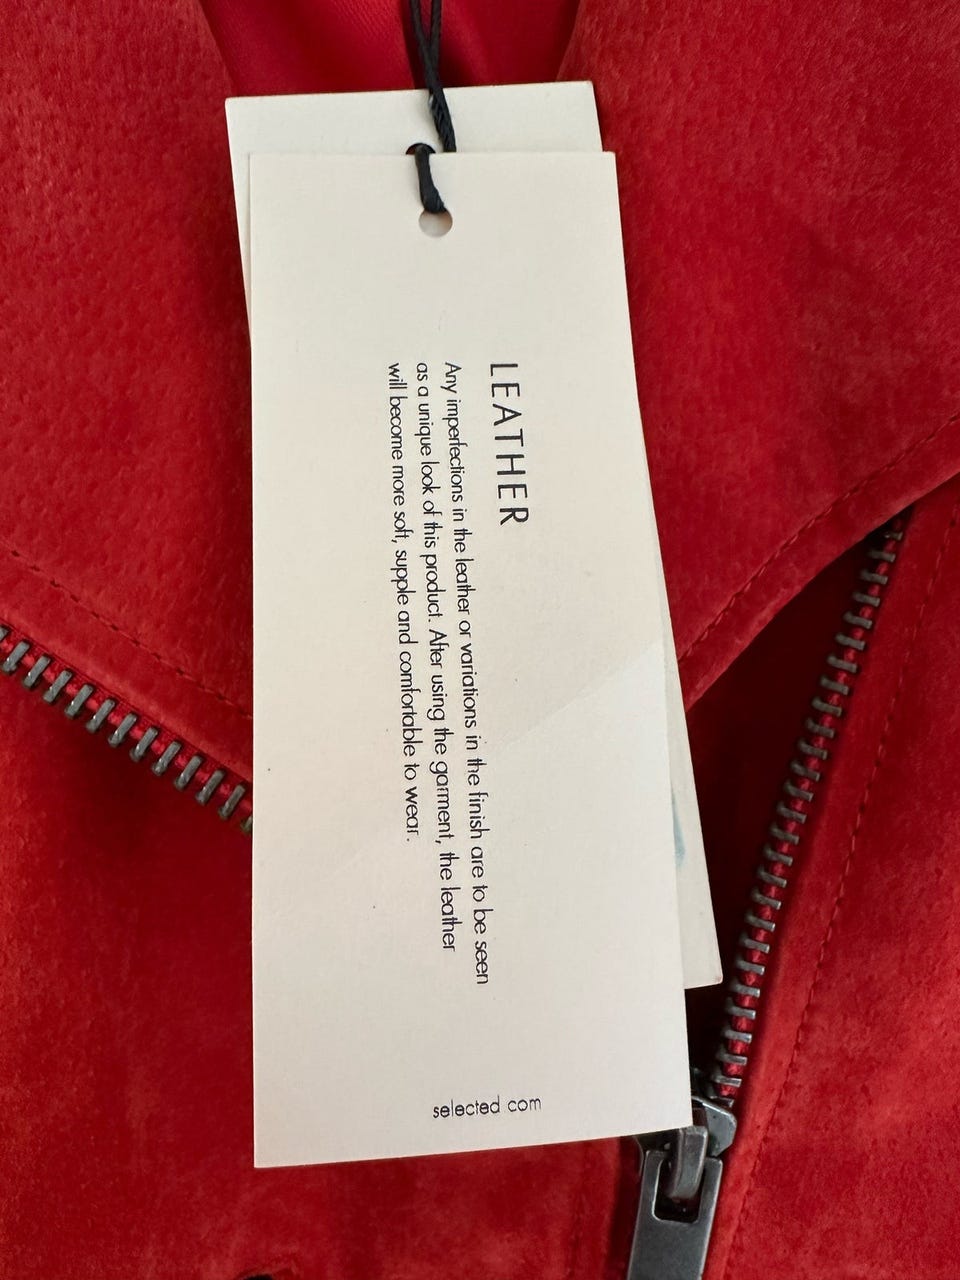 LEATHER
Any imperfections in the leather or variations in the finish are to be seen
as a unique look of this product. After using the garment, the leather
will become more soft, supple and comfortable to wear.
selected com